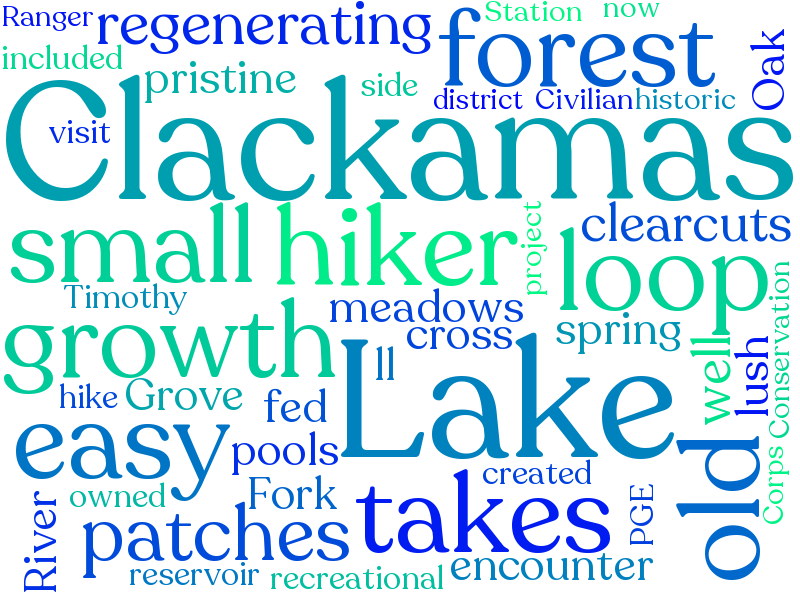 Ranger
regenerating
Station
now
included
pristine
side
forest
Oak
district
Civilian
historic
visit
Clackamas
small
hiker
project
clearcuts
loop
Timothy
meadows
growth
cross
spring
ll
well
lush
Conservation
hike
Grove
fed
Lake
easy
pools
old
created
owned
Fork
takes
PGE
Corps
River
patches
encounter
reservoir
recreational